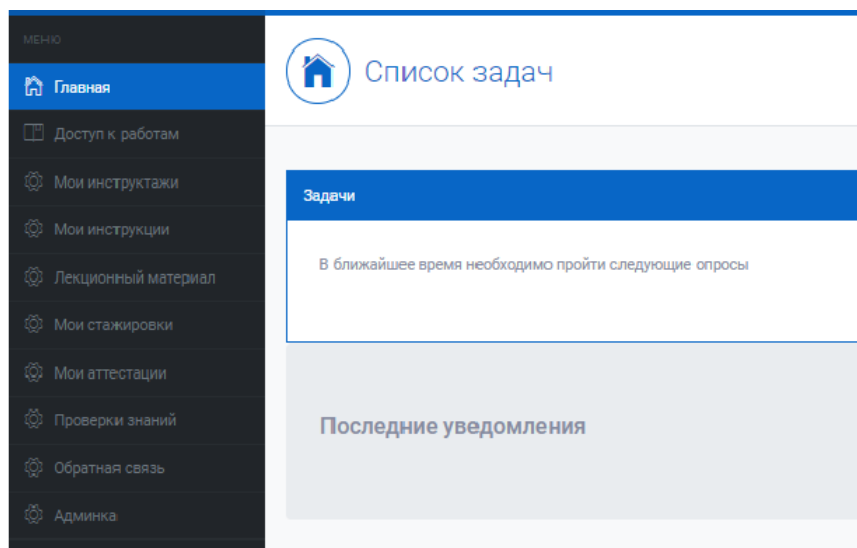 МЕНЮ
Главная
Доступ к работам
Мои инструктажи
Мои инструкции
Лекционный материал
Мои стажировки
Мои аттестации
Проверки знаний
Обратная связь
Админка
Список задач
Задачи
В ближайшее время необходимо пройти следующие опросы
Последние уведомления